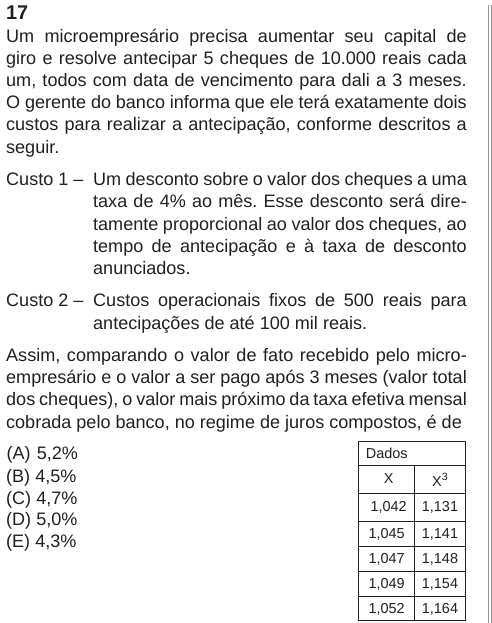 17
Um microempresário precisa aumentar seu capital de
giro e resolve antecipar 5 cheques de 10.000 reais cada
um, todos com data de vencimento para dali a 3 meses.
O gerente do banco informa que ele terá exatamente dois
custos para realizar a antecipação, conforme descritos a
seguir.
Custo 1 – Um desconto sobre o valor dos cheques a uma
taxa de 4% ao mês. Esse desconto será dire-
tamente proporcional ao valor dos cheques, ao
tempo de antecipação e à taxa de desconto
anunciados.
Custo 2 – Custos operacionais fixos de 500 reais para
antecipações de até 100 mil reais.
Assim, comparando o valor de fato recebido pelo micro-
empresário e o valor a ser pago após 3 meses (valor total
dos cheques), o valor mais próximo da taxa efetiva mensal
cobrada pelo banco, no regime de juros compostos, é de
(A) 5,2%
(B) 4,5%
(C) 4,7%
(D) 5,0%
(E) 4,3%
Dados
X X³
1,042 1,131
1,045 1,141
1,047 1,148
1,049 1,154
1,052 1,164